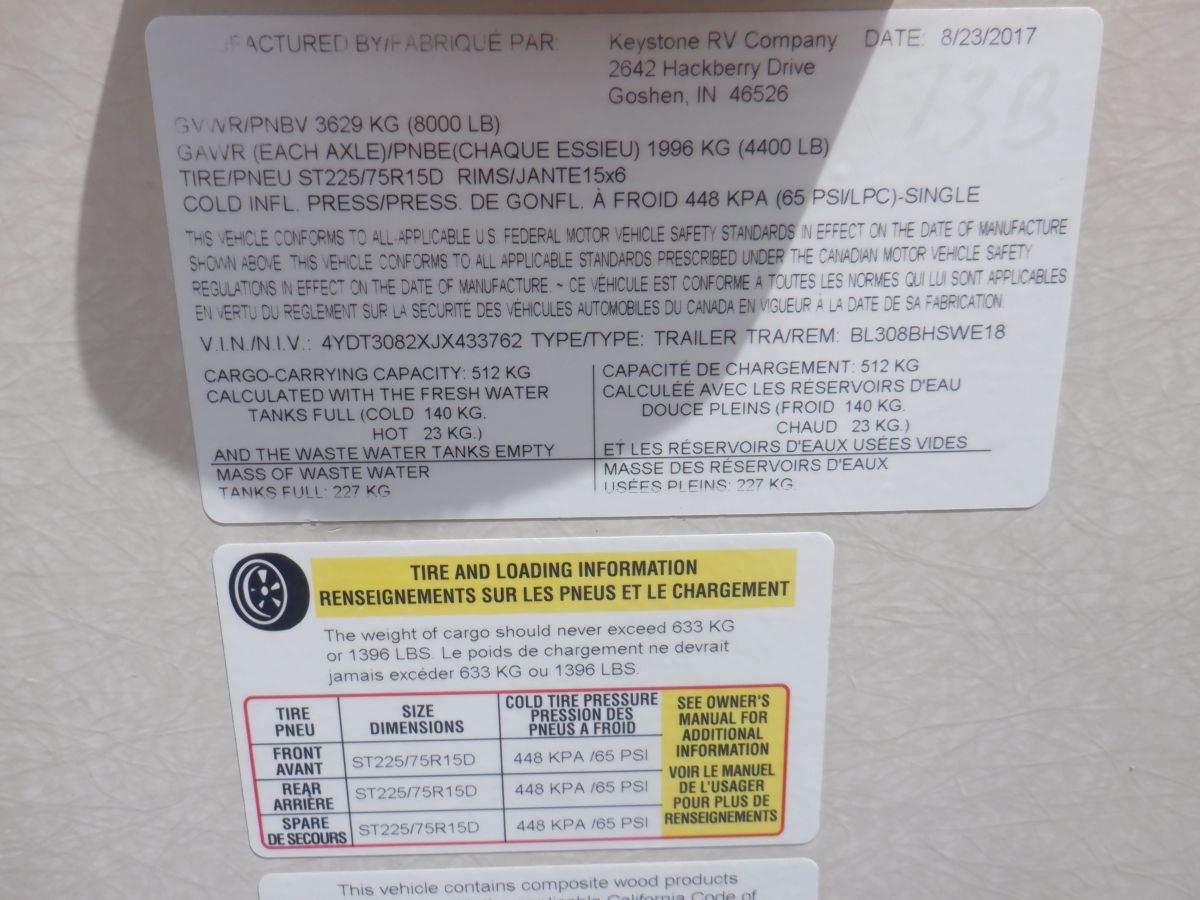 FACTURED BY/FABRIQUÉ PAR: Keystone RV Company DATE: 8/23/2017
2642 Hackberry Drive
Goshen, IN 46526
13B
GVWR/PNBV 3629 KG (8000 LB)
GAWR (EACH AXLE)/PNBE(CHAQUE ESSIEU) 1996 KG (4400 LB)
TIRE/PNEU ST225/75R15D RIMS/JANTE15x6
COLD INFL. PRESS/PRESS. DE GONFL. À FROID 448 KPA (65 PSI/LPC)-SINGLE
THIS VEHICLE CONFORMS TO ALL-APPLICABLE U.S. FEDERAL MOTOR VEHICLE SAFETY STANDARDS IN EFFECT ON THE DATE OF MANUFACTURE
SHOWN ABOVE. THIS VEHICLE CONFORMS TO ALL APPLICABLE STANDARDS PRESCRIBED UNDER THE CANADIAN MOTOR VEHICLE SAFETY
REGULATIONS IN EFFECT ON THE DATE OF MANUFACTURE. ~ CE VÉHICULE EST CONFORME À TOUTES LES NORMES QUI LUI SONT APPLICABLES
EN VERTU DU REGLEMENT SUR LA SÉCURITÉ DES VÉHICULES AUTOMOBILES DU CANADA EN VIGUEUR À LA DATE DE SA FABRICATION.
V.I.N./N.I.V.: 4YDT3082XJX433762 TYPE/TYPE: TRAILER TRA/REM: BL308BHSWE18
CARGO-CARRYING CAPACITY: 512 KG
CALCULATED WITH THE FRESH WATER
TANKS FULL (COLD 140 KG.
HOT 23 KG.)
AND THE WASTE WATER TANKS EMPTY
MASS OF WASTE WATER
TANKS FULL: 227 KG
CAPACITÉ DE CHARGEMENT: 512 KG
CALCULÉÉ AVEC LES RÉSERVOIRS D'EAU
DOUCE PLEINS (FROID 140 KG.
CHAUD 23 KG.)
ET LES RÉSERVOIRS D'EAUX USÉES VIDES
MASSE DES RÉSERVOIRS D'EAUX
USÉES PLEINS: 227 KG
TIRE AND LOADING INFORMATION
RENSEIGNEMENTS SUR LES PNEUS ET LE CHARGEMENT
The weight of cargo should never exceed 633 KG
or 1396 LBS. Le poids de chargement ne devrait
jamais excéder 633 KG ou 1396 LBS.
TIRE
PNEU
SIZE
DIMENSIONS
COLD TIRE PRESSURE
PRESSION DES
PNEUS A FROID
FRONT
AVANT
ST225/75R15D
448 KPA /65 PSI
REAR
ARRIÈRE
ST225/75R15D
448 KPA /65 PSI
SPARE
DE SECOURS
ST225/75R15D
448 KPA /65 PSI
SEE OWNER'S
MANUAL FOR
ADDITIONAL
INFORMATION
VOIR LE MANUEL
DE L'USAGER
POUR PLUS DE
RENSEIGNEMENTS
This vehicle contains composite wood products
applicable California Code of